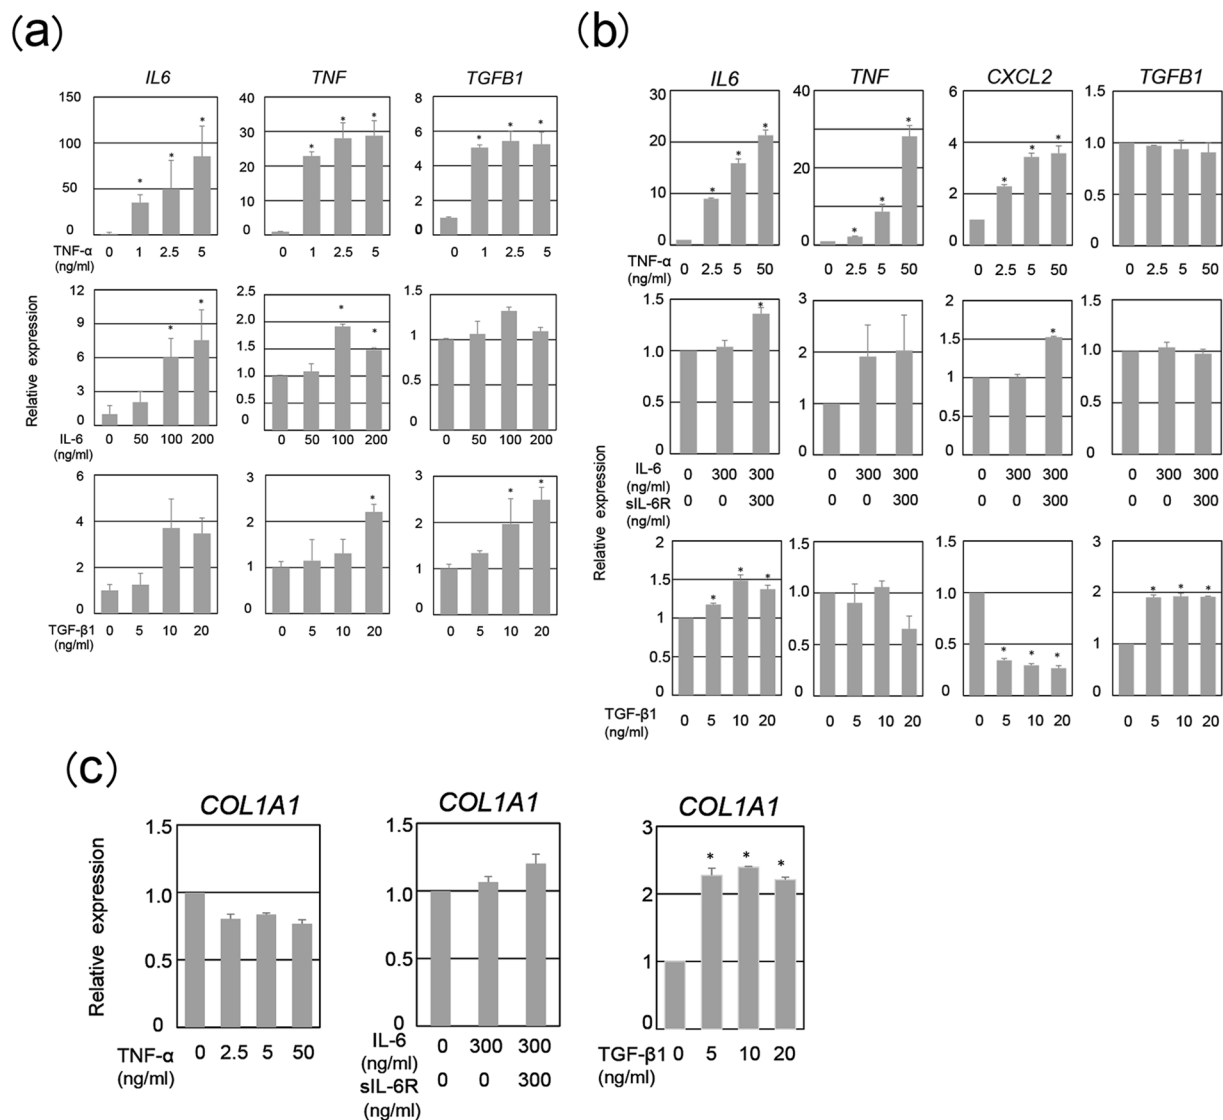 (a)
IL6 TNF TGFB1
150 40 8
100 30 6
50 20 4
10 2
0 0 0
TNF-α 0 1 2.5 5 0 1 2.5 5 0 1 2.5 5
(ng/ml)
* * * * * * * * *
12 2.5 1.5
9 2.0 1.0
6 1.5 0.5
3 1.0
0.5
0 0.0 0
IL-6 0 50 100 200 0 50 100 200 0 50 100 200
(ng/ml)
* * * *
6 3 3
4 2 2
2 1 1
0 0 0
TGF-β1 0 5 10 20 0 5 10 20 0 5 10 20
(ng/ml)
* * *
Relative expression
(b)
IL6 TNF CXCL2 TGFB1
30 40 6 1.5
20 30 4 1.0
10 20 2 0.5
10
0 0 0 0
TNF-α 0 2.5 5 50 0 2.5 5 50 0 2.5 5 50 0 2.5 5 50
(ng/ml)
* * * * * * * * *
1.5 3 2 1.5
1.0 2 1.5 1.0
0.5 1 1 0.5
0.5
0 0 0 0
IL-6 0 300 300 0 300 300 0 300 300 0 300 300
(ng/ml)
sIL-6R 0 0 300 0 0 300 0 0 300 0 0 300
(ng/ml)
* *
2 1.5 1.5 3
1.5 1.0 1.0 2
1 0.5 0.5 1
0.5
0 0 0 0
TGF-β1 0 5 10 20 0 5 10 20 0 5 10 20 0 5 10 20
(ng/ml)
* * * * * * * * *
Relative expression
(c)
COL1A1 COL1A1 COL1A1
1.5 1.5 3
1.0 1.0 2
0.5 0.5 1
0 0 0
* * *
Relative expression
TNF-α 0 2.5 5 50
(ng/ml)
IL-6 0 300 300
(ng/ml)
sIL-6R 0 0 300
(ng/ml)
TGF-β1 0 5 10 20
(ng/ml)